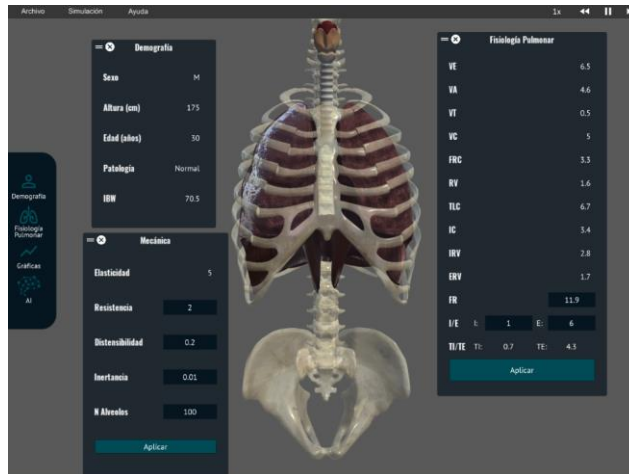 Archivo Simulación Ayuda 1x
Demografía
Sexo M
Altura (cm) 175
Edad (años) 30
Patología Normal
IBW 70.5
Fisiología Pulmonar
VE 6.5
VA 4.6
VT 0.5
VC 5
FRC 3.3
RV 1.6
TLC 6.7
IC 3.4
IRV 2.8
ERV 1.7
FR 11.9
I/E I: 1 E: 6
TI/TE TI: 0.7 TE: 4.3
Aplicar
Demografía
Fisiología
Pulmonar
Gráficas
AI
Mecánica
Elasticidad 5
Resistencia 2
Distensibilidad 0.2
Inertancia 0.01
N Alveolos 100
Aplicar